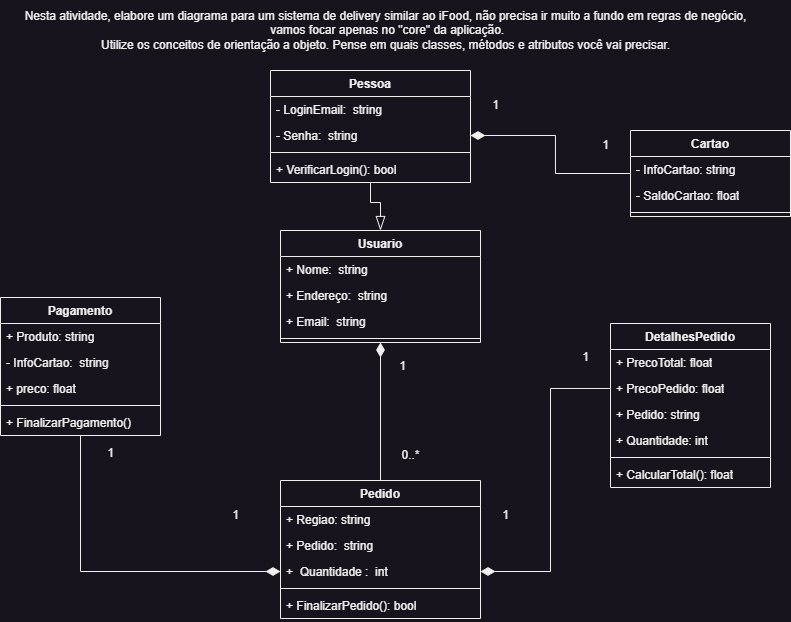 Nesta atividade, elabore um diagrama para um sistema de delivery similar ao iFood, não precisa ir muito a fundo em regras de negócio,
vamos focar apenas no "core" da aplicação.
Utilize os conceitos de orientação a objeto. Pense em quais classes, métodos e atributos você vai precisar.
Pessoa
- LoginEmail: string
- Senha: string
+ VerificarLogin(): bool
1
1
Cartao
- InfoCartao: string
- SaldoCartao: float
Usuario
+ Nome: string
+ Endereço: string
+ Email: string
1
0..*
Pagamento
+ Produto: string
- InfoCartao: string
+ preco: float
+ FinalizarPagamento()
1
1
DetalhesPedido
+ PrecoTotal: float
+ PrecoPedido: float
+ Pedido: string
+ Quantidade: int
+ CalcularTotal(): float
1
1
Pedido
+ Regiao: string
+ Pedido: string
+ Quantidade : int
+ FinalizarPedido(): bool